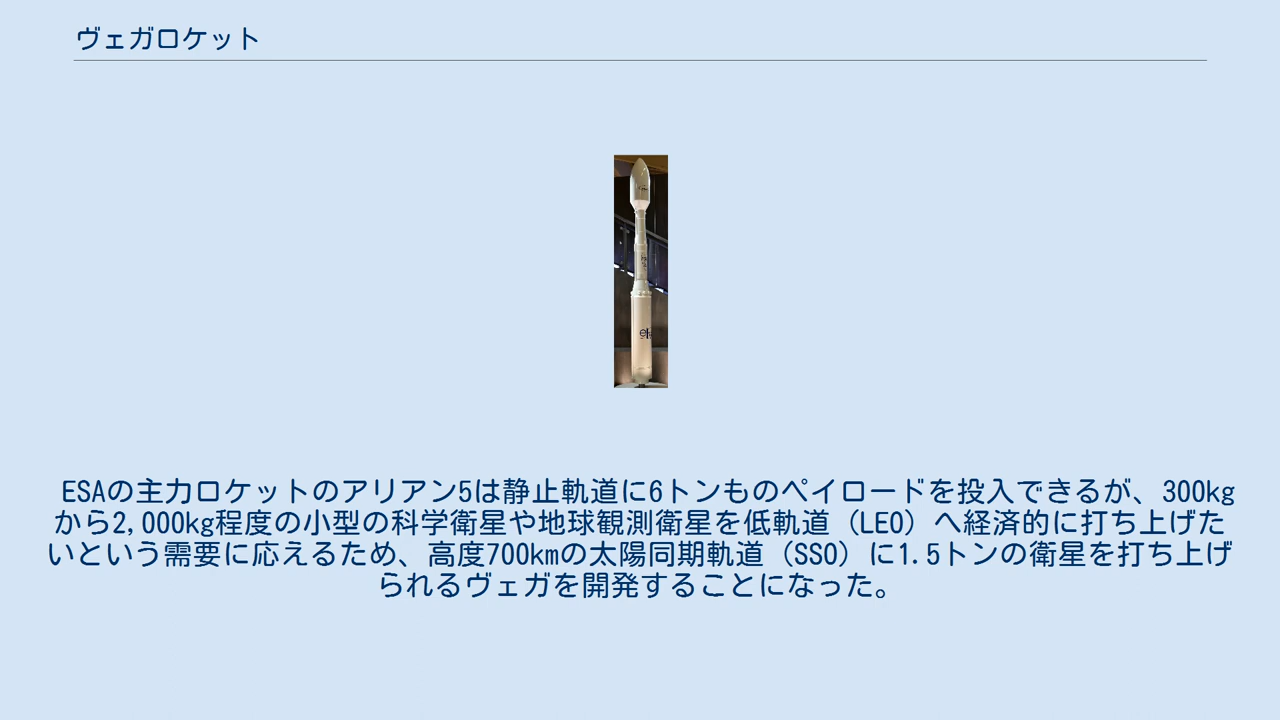 ヴェガロケット
ESAの主力ロケットのアリアン5は静止軌道に6トンものペイロードを投入できるが、300kg
から2,000kg程度の小型の科学衛星や地球観測衛星を低軌道（LEO）へ経済的に打ち上げた
いという需要に応えるため、高度700kmの太陽同期軌道（SSO）に1.5トンの衛星を打ち上げ
られるヴェガを開発することになった。